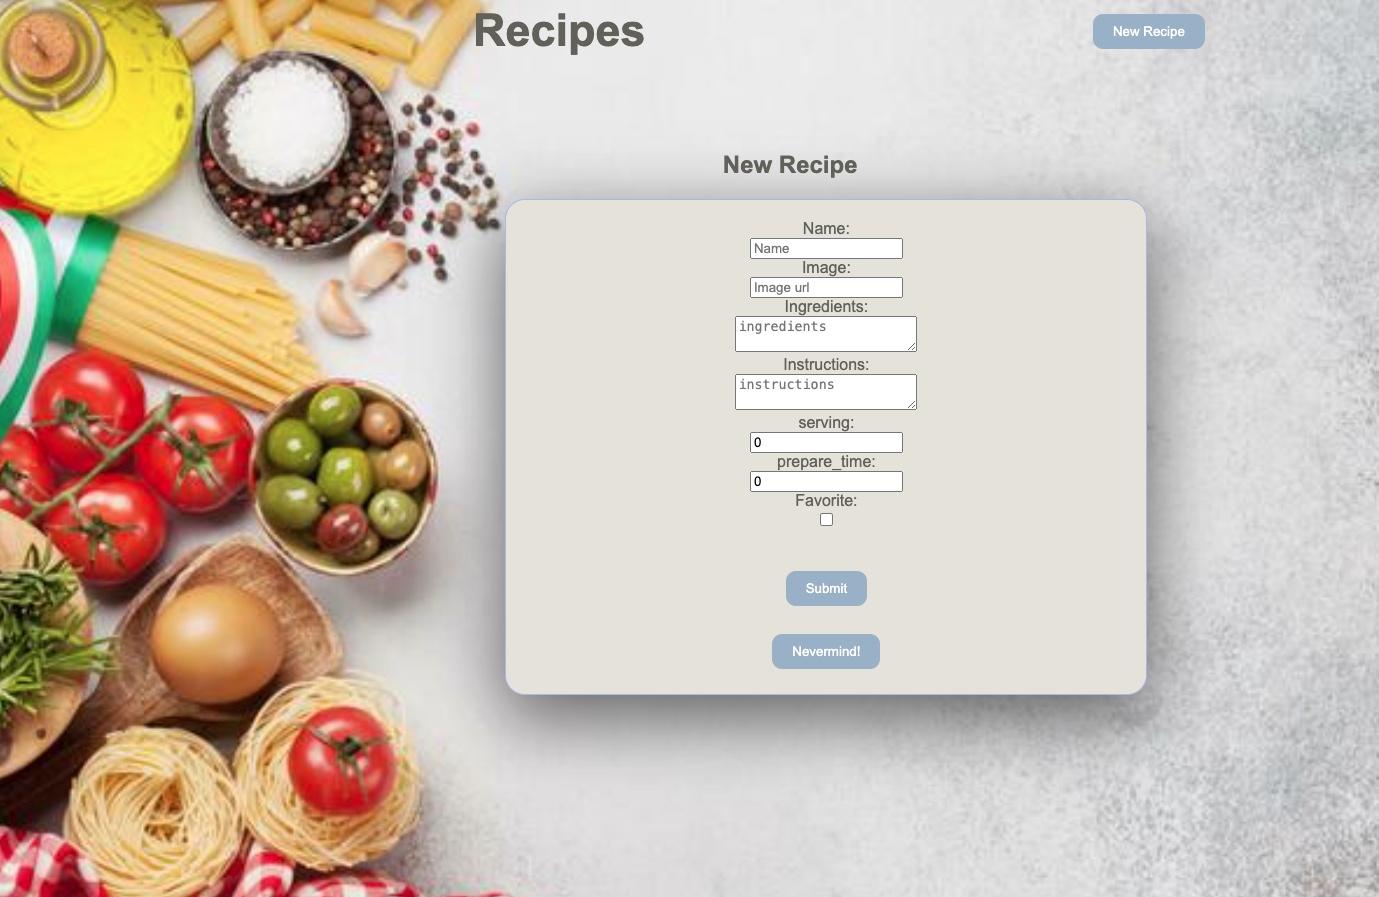 Recipes
New Recipe
New Recipe
Name:
Name
Image:
Image url
Ingredients:
ingredients
Instructions:
instructions
serving:
0
prepare_time:
0
Favorite:
Submit
Nevermind!